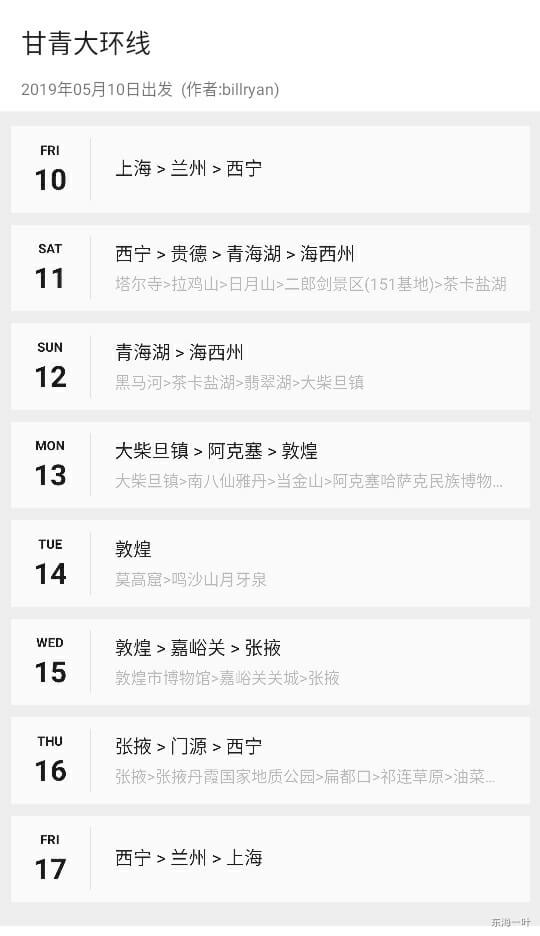 甘青大环线
2019年05月10日出发 (作者:billryan)
FRI
10
上海 > 兰州 > 西宁
SAT
11
西宁 > 贵德 > 青海湖 > 海西州
塔尔寺>拉鸡山>日月山>二郎剑景区(151基地)>茶卡盐湖
SUN
12
青海湖 > 海西州
黑马河>茶卡盐湖>翡翠湖>大柴旦镇
MON
13
大柴旦镇 > 阿克塞 > 敦煌
大柴旦镇>南八仙雅丹>当金山>阿克塞哈萨克民族博物...
TUE
14
敦煌
莫高窟>鸣沙山月牙泉
WED
15
敦煌 > 嘉峪关 > 张掖
敦煌市博物馆>嘉峪关关城>张掖
THU
16
张掖 > 门源 > 西宁
张掖>张掖丹霞国家地质公园>扁都口>祁连草原>油菜...
FRI
17
西宁 > 兰州 > 上海
东海一叶